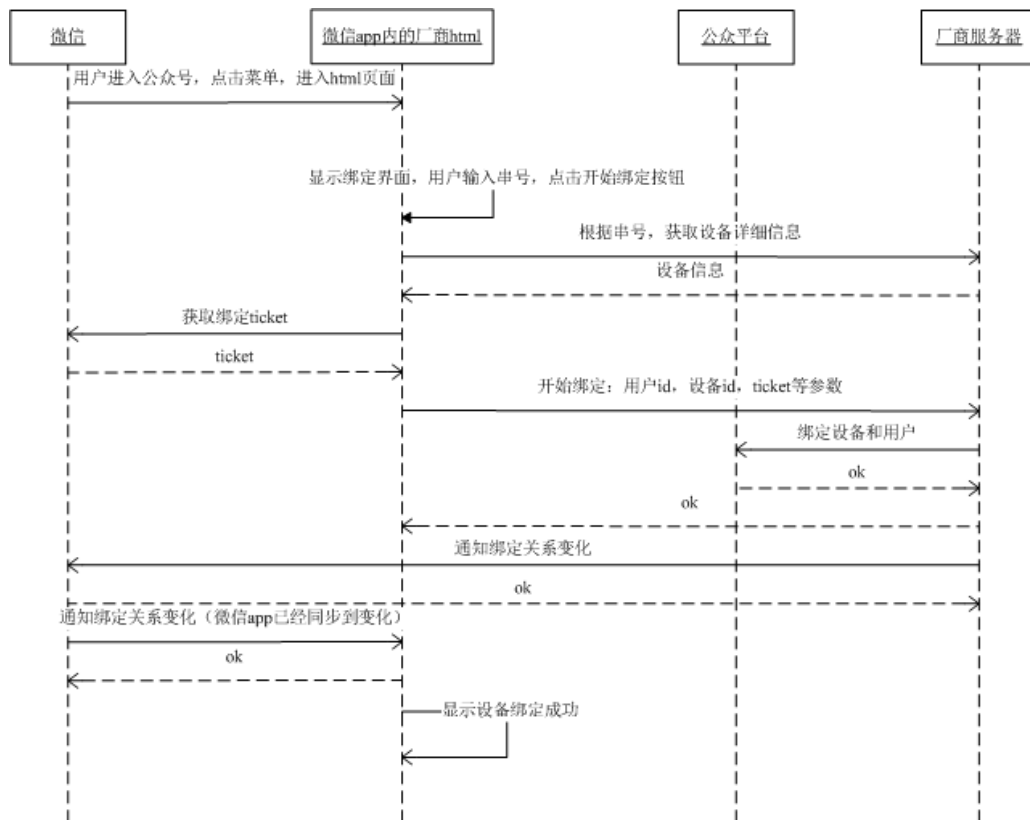 微信
微信app内的厂商html
公众平台
厂商服务器
用户进入公众号，点击菜单，进入html页面
显示绑定界面，用户输入串号，点击开始绑定按钮
根据串号，获取设备详细信息
设备信息
获取绑定ticket
ticket
开始绑定：用户id，设备id，ticket等参数
绑定设备和用户
ok
ok
通知绑定关系变化
ok
通知绑定关系变化（微信app已经同步到变化）
ok
显示设备绑定成功